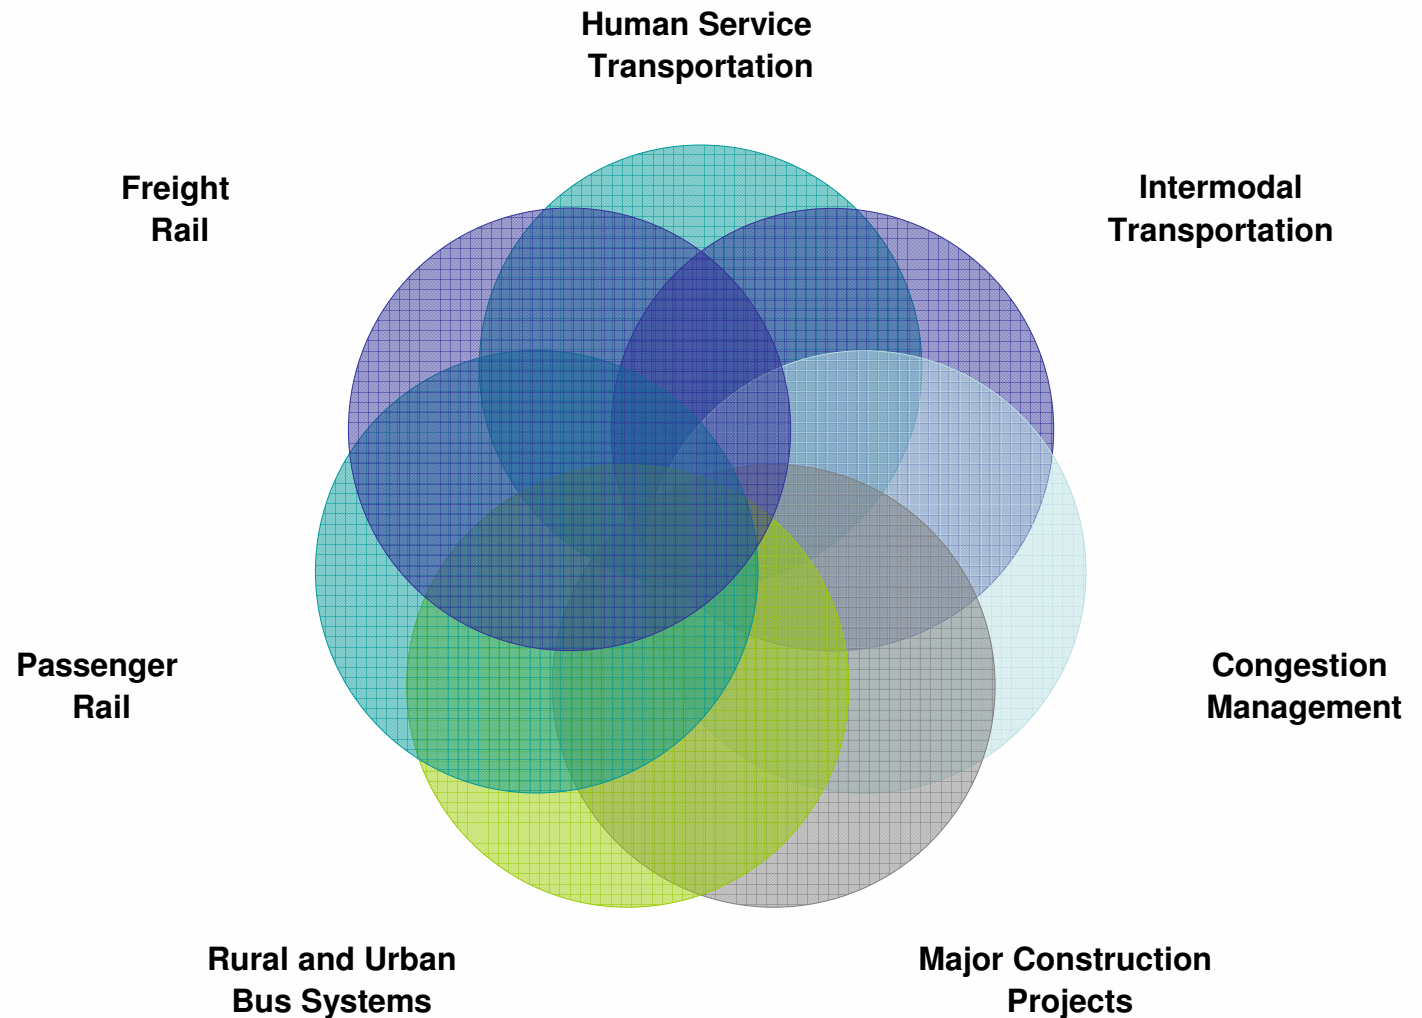 Human Service
Transportation
Freight
Rail
Intermodal
Transportation
Passenger
Rail
Congestion
Management
Rural and Urban
Bus Systems
Major Construction
Projects